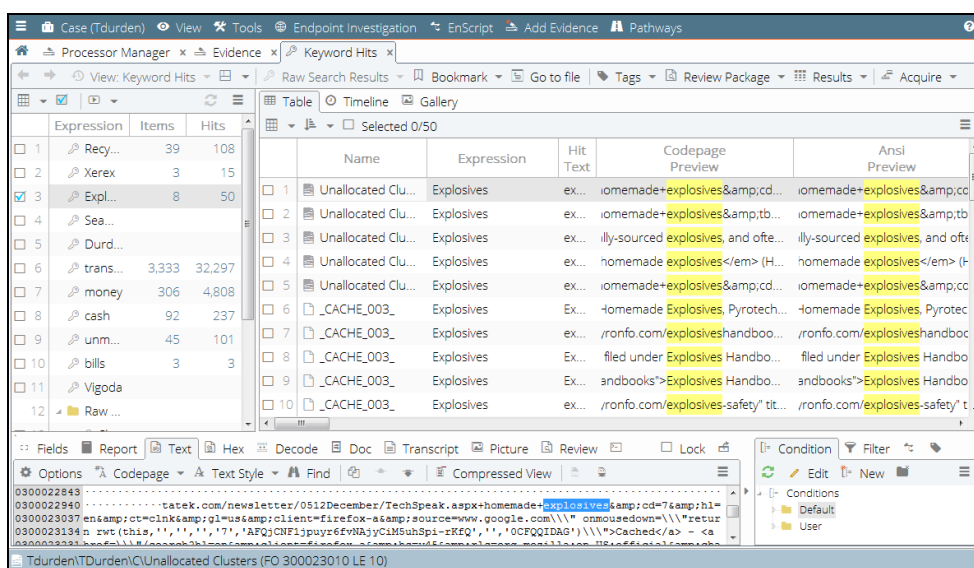 Case (Tdurden) View Tools Endpoint Investigation EnScript Add Evidence Pathways ?
Processor Manager x Evidence x Keyword Hits x
View: Keyword Hits Raw Search Results Bookmark Go to file Tags Review Package Results Acquire
Table Timeline Gallery
Selected 0/50
Expression Items Hits
1 Recy... 39 108
2 Xerex 3 15
3 Expl... 8 50
4 Sea...
5 Durd...
6 trans... 3,333 32,297
7 money 306 4,808
8 cash 92 237
9 unm... 45 101
10 bills 3 3
11 Vigoda
12 Raw ...
Name Expression Hit Text Codepage Preview Ansi Preview
1 Unallocated Clu... Explosives ex... omemade+explosives&amp;cd... omemade+explosives&amp;cd
2 Unallocated Clu... Explosives ex... omemade+explosives&amp;tb... omemade+explosives&amp;tb
3 Unallocated Clu... Explosives ex... lly-sourced explosives, and ofte... lly-sourced explosives, and ofte
4 Unallocated Clu... Explosives ex... homemade explosives</em> (H... homemade explosives</em> (H
5 Unallocated Clu... Explosives ex... omemade+explosives&amp;cd... omemade+explosives&amp;cd
6 _CACHE_003_ Explosives Ex... Homemade Explosives, Pyrotech... Homemade Explosives, Pyrotec
7 _CACHE_003_ Explosives ex... yronfo.com/explosiveshandboo... yronfo.com/explosiveshandboo
8 _CACHE_003_ Explosives Ex... filed under Explosives Handbo... filed under Explosives Handbo
9 _CACHE_003_ Explosives Ex... andbooks">Explosives Handbo... andbooks">Explosives Handbo
10 _CACHE_003_ Explosives ex... yronfo.com/explosives-safety" tit... yronfo.com/explosives-safety" t
Fields Report Text Hex Decode Doc Transcript Picture Review Lock
Options Codepage Text Style Find Compressed View
0300022843
0300022940 ·············tatek.com/newsletter/0512December/TechSpeak.aspx+homemade+explosives&amp;cd=7&amp;hl=
0300023037 en&amp;ct=clnk&amp;gl=us&amp;client=firefox-a&amp;source=www.google.com\\\" onmousedown=\\\"retur
0300023134 n rwt(this,'','','','7','AFQjCNF1jpuyr6fvNAjyCiM5uhSpi-rKfQ','','0CFQQIDAG')\\\">Cached</a> - <a
Condition Filter
Edit New
Conditions
Default
User
Tdurden\TDurden\C\Unallocated Clusters (FO 300023010 LE 10)